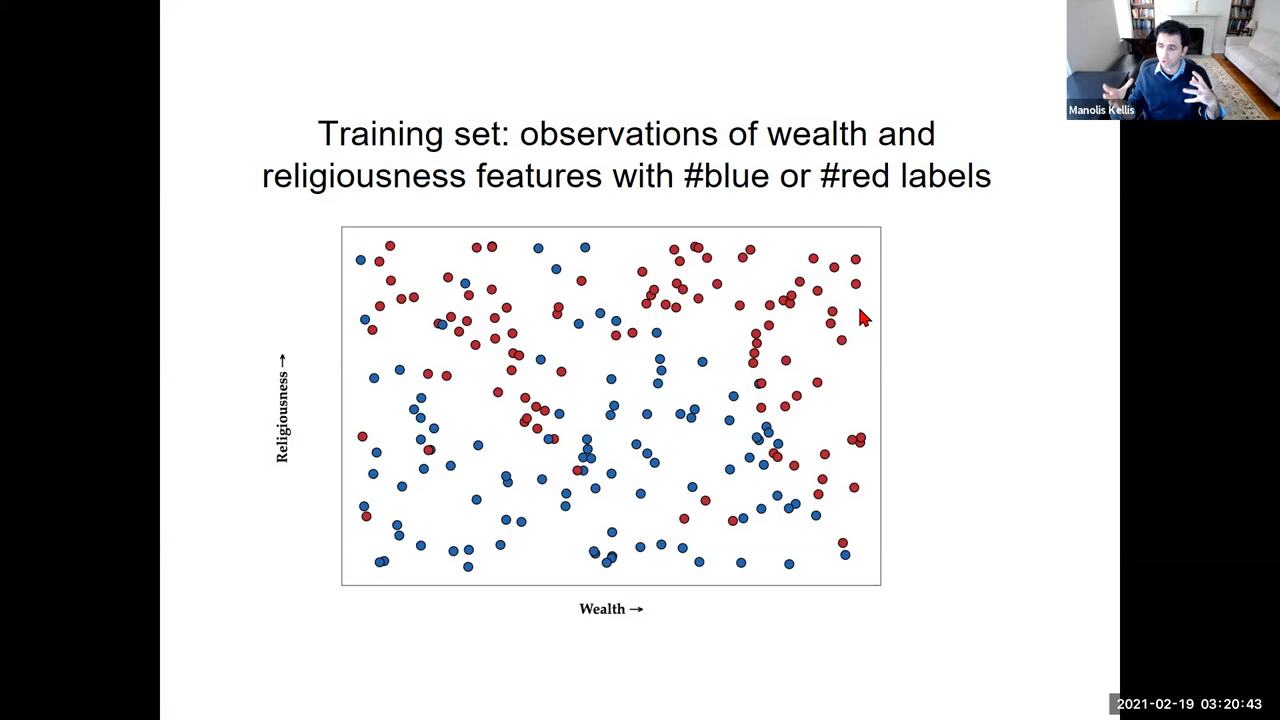 Manolis Kellis
Training set: observations of wealth and
religiousness features with #blue or #red labels
Religiousness →
Wealth →
2021-02-19 03:20:43